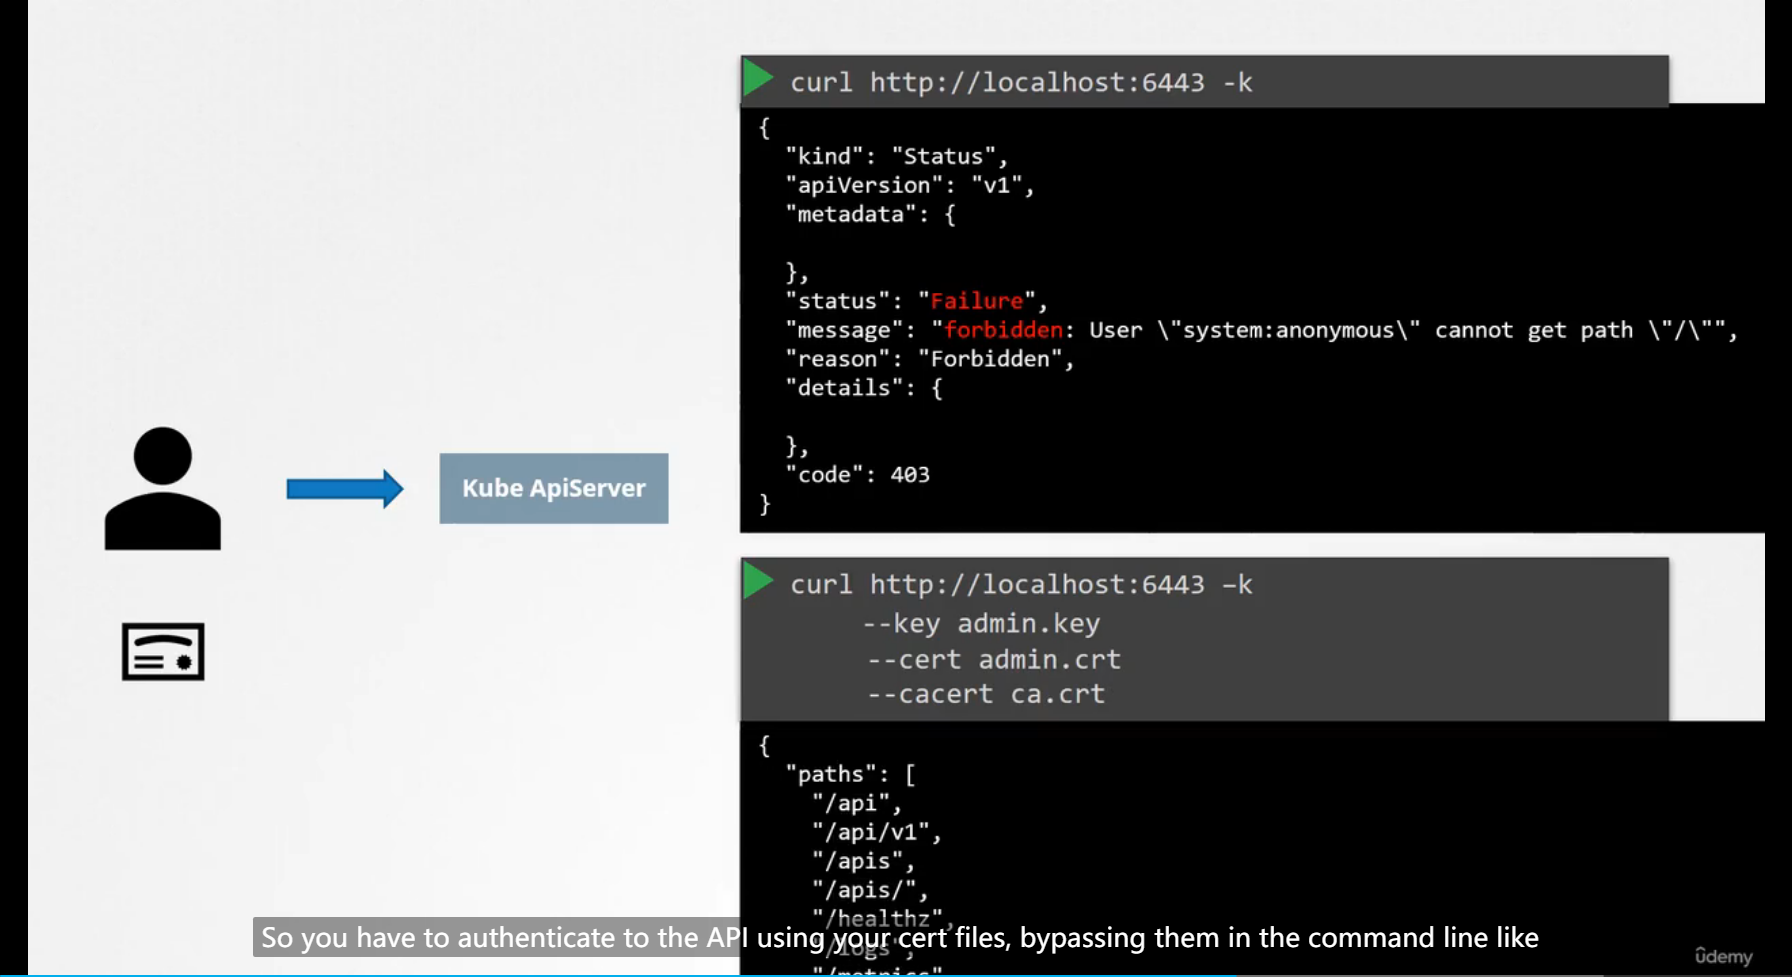 curl http://localhost:6443 -k
{
"kind": "Status",
"apiVersion": "v1",
"metadata": {
},
"status": "Failure",
"message": "forbidden: User \"system:anonymous\" cannot get path \"/\"",
"reason": "Forbidden",
"details": {
},
"code": 403
}
Kube ApiServer
curl http://localhost:6443 –k
--key admin.key
--cert admin.crt
--cacert ca.crt
{
"paths": [
"/api",
"/api/v1",
"/apis",
"/apis/",
"/healthz",
"/logs",
"/metrics"
So you have to authenticate to the API using your cert files, bypassing them in the command line like
ûdemy